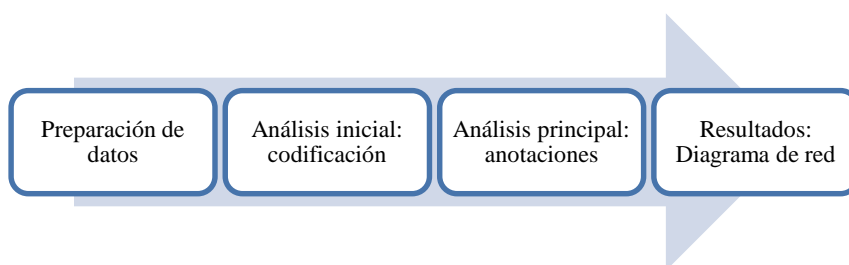 Preparación de
datos
Análisis inicial:
codificación
Análisis principal:
anotaciones
Resultados:
Diagrama de red